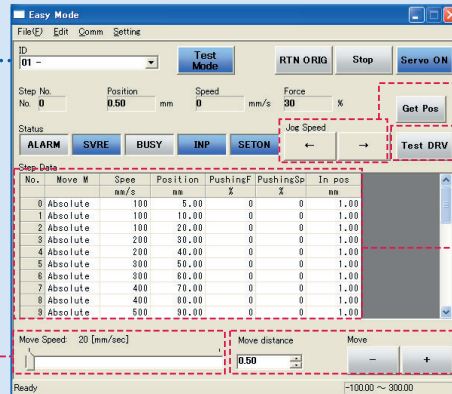 Easy Mode
File(F) Edit Comm Setting
ID
01 -
Test Mode
RTN ORIG
Stop
Servo ON
Step No. Position Speed Force
No. 0 0.50 mm 0 mm/s 30 %
Get Pos
Status
Jog Speed
ALARM SVRE BUSY INP SETON ← → Test DRV
Step Data
No. Move M Spee Position PushingF PushingSp In pos
mm/s mm % % mm
0 Absolute 100 5.00 0 0 1.00
1 Absolute 100 10.00 0 0 1.00
2 Absolute 100 20.00 0 0 1.00
3 Absolute 200 30.00 0 0 1.00
4 Absolute 200 40.00 0 0 1.00
5 Absolute 300 50.00 0 0 1.00
6 Absolute 300 60.00 0 0 1.00
7 Absolute 400 70.00 0 0 1.00
8 Absolute 400 80.00 0 0 1.00
9 Absolute 500 90.00 0 0 1.00
Move Speed: 20 [mm/sec]
Move distance
Move
0.50
- +
Ready
-100.00 ~ 300.00